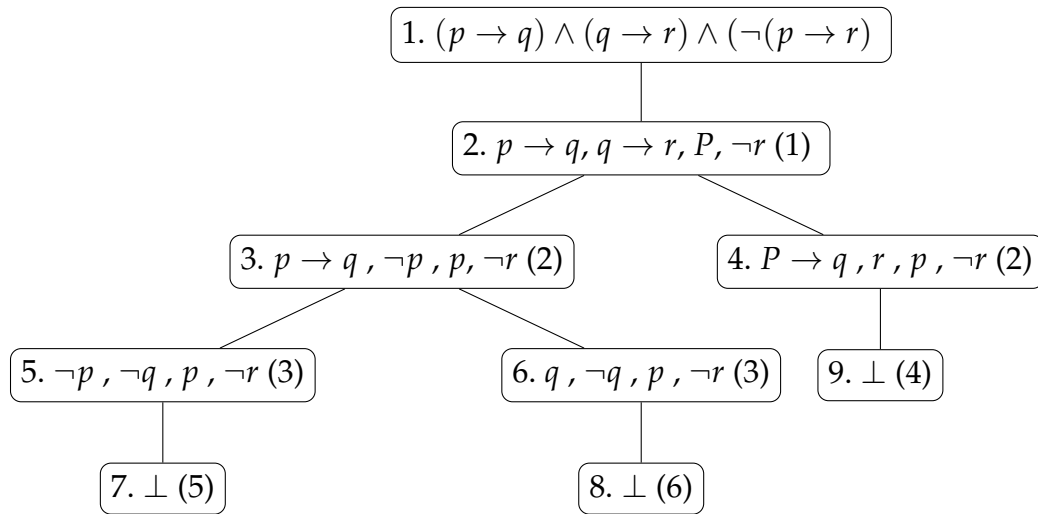 1. (p → q) ∧ (q → r) ∧ (¬(p → r)
2. p → q, q → r, P, ¬r (1)
3. p → q , ¬p , p, ¬r (2)
4. P → q , r , p , ¬r (2)
5. ¬p , ¬q , p , ¬r (3)
6. q , ¬q , p , ¬r (3)
9. ⊥ (4)
7. ⊥ (5)
8. ⊥ (6)